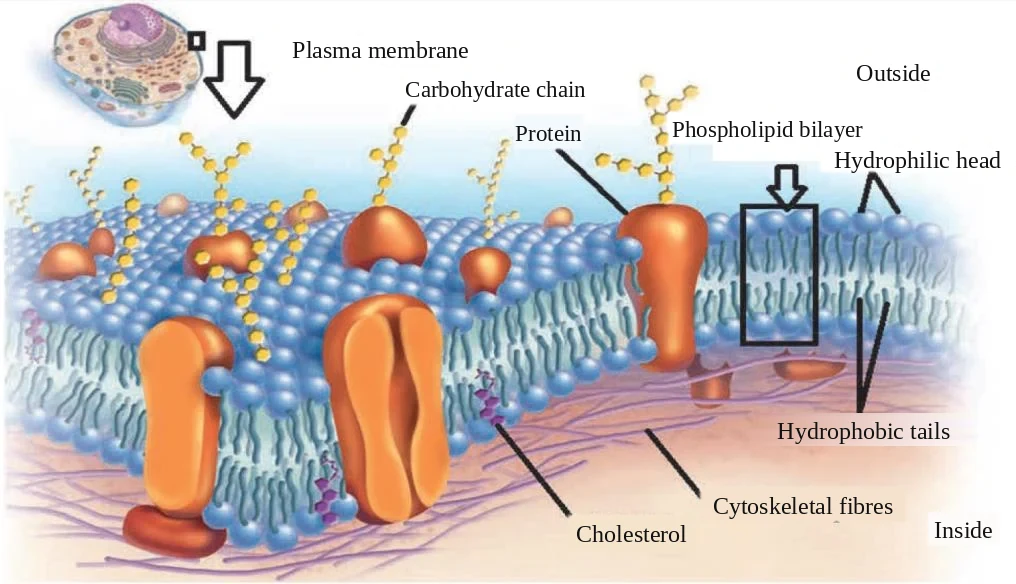 Plasma membrane
Outside
Carbohydrate chain
Protein
Phospholipid bilayer
Hydrophilic head
Hydrophobic tails
Cytoskeletal fibres
Cholesterol
Inside